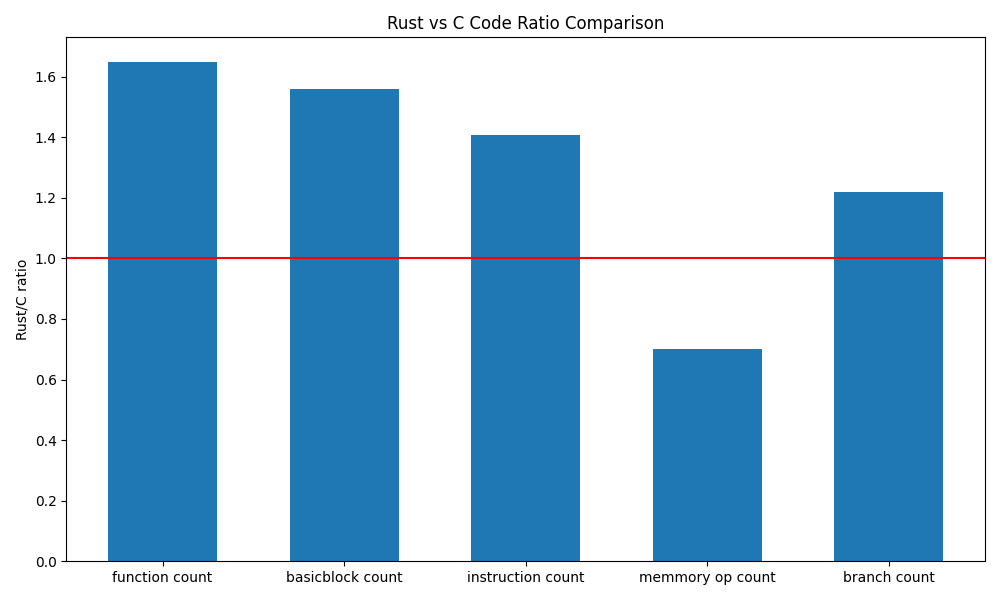 Rust vs C Code Ratio Comparison
Rust/C ratio
1.6
1.4
1.2
1.0
0.8
0.6
0.4
0.2
0.0
function count
basicblock count
instruction count
memmory op count
branch count